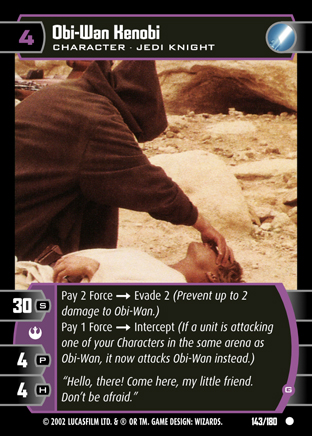 4 Obi-Wan Kenobi
CHARACTER · JEDI KNIGHT
30 S
4 P
4 H
Pay 2 Force → Evade 2 (Prevent up to 2
damage to Obi-Wan.)
Pay 1 Force → Intercept (If a unit is attacking
one of your Characters in the same arena as
Obi-Wan, it now attacks Obi-Wan instead.)
"Hello, there! Come here, my little friend.
Don't be afraid."
G
© 2002 LUCASFILM LTD. & ® OR TM. GAME DESIGN: WIZARDS. 143/180